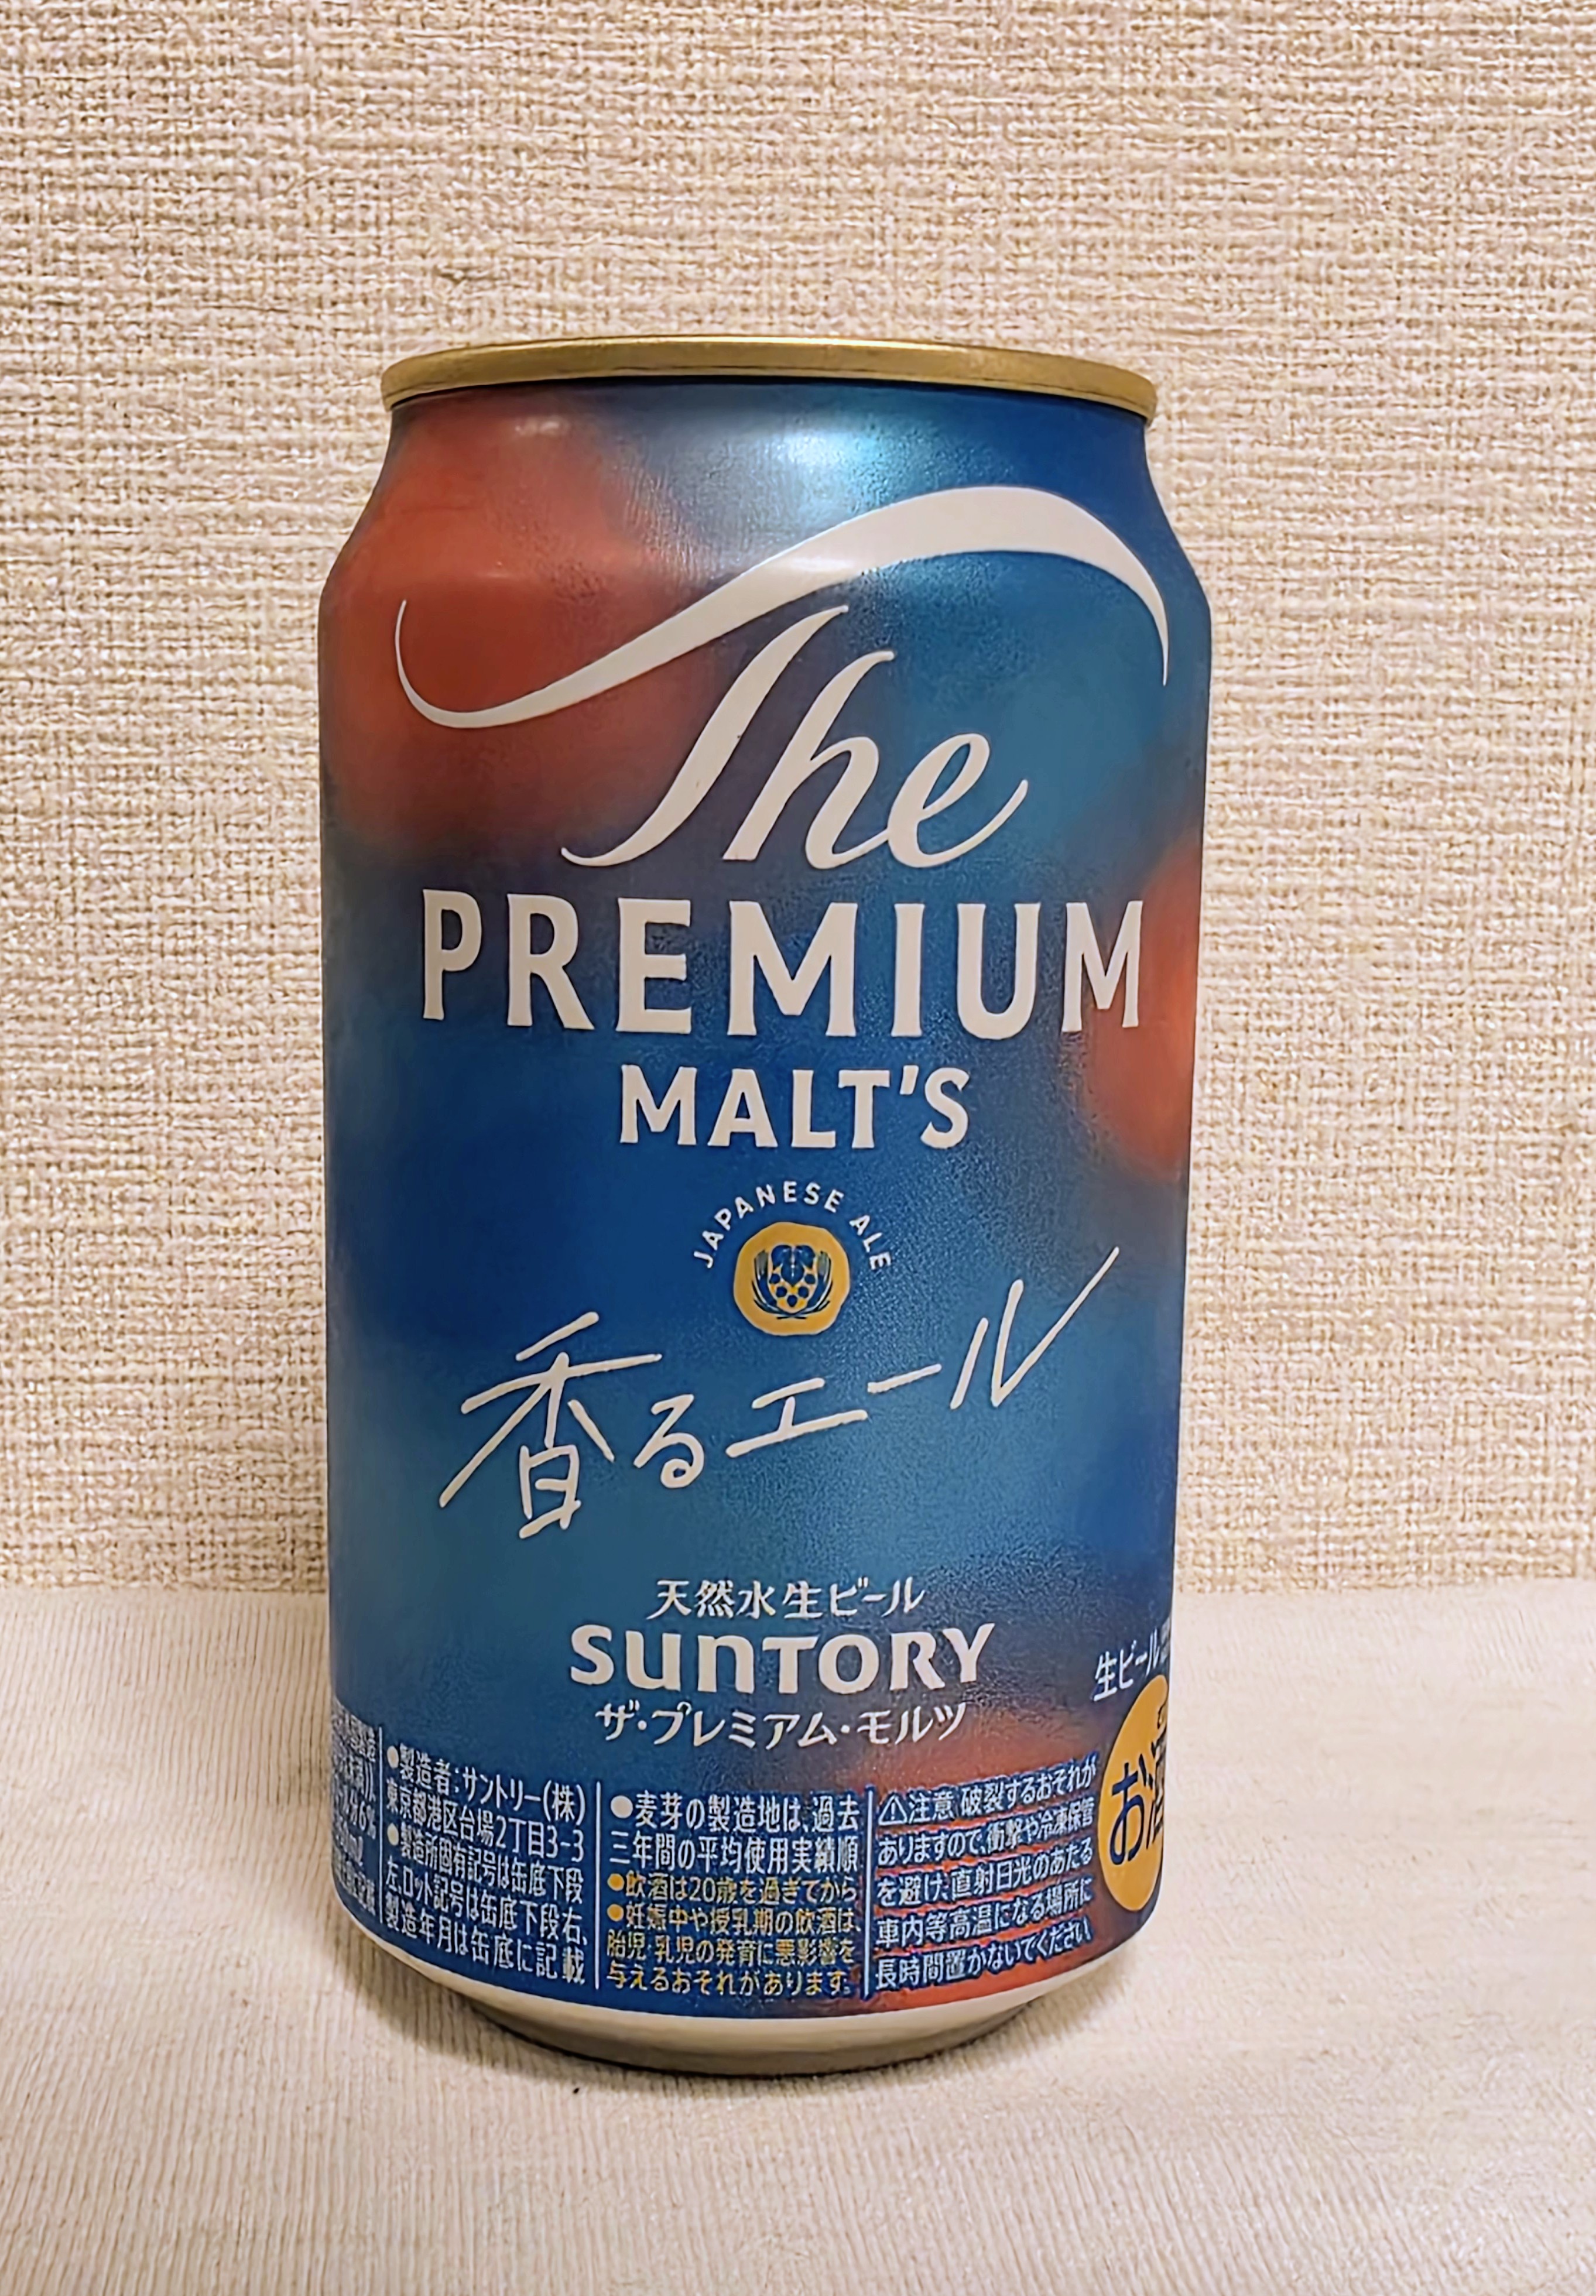 The
PREMIUM
MALT'S
JAPANESE ALE
香るエール
天然水生ビール
SUNTORY
ザ・プレミアム・モルツ
生ビール
お酒
●製造者:サントリー(株)
東京都港区台場2丁目3-3
●製造所固有記号は缶底下段
左、ロット記号は缶底下段右、
製造年月は缶底に記載
●麦芽の製造地は、過去
三年間の平均使用実績順
●飲酒は20歳を過ぎてから
●妊娠中や授乳期の飲酒は、
胎児・乳児の発育に悪影響を
与えるおそれがあります。
⚠注意 破裂するおそれが
ありますので、衝撃や冷凍保管
を避け、直射日光のあたる
車内等高温になる場所に
長時間置かないでください。